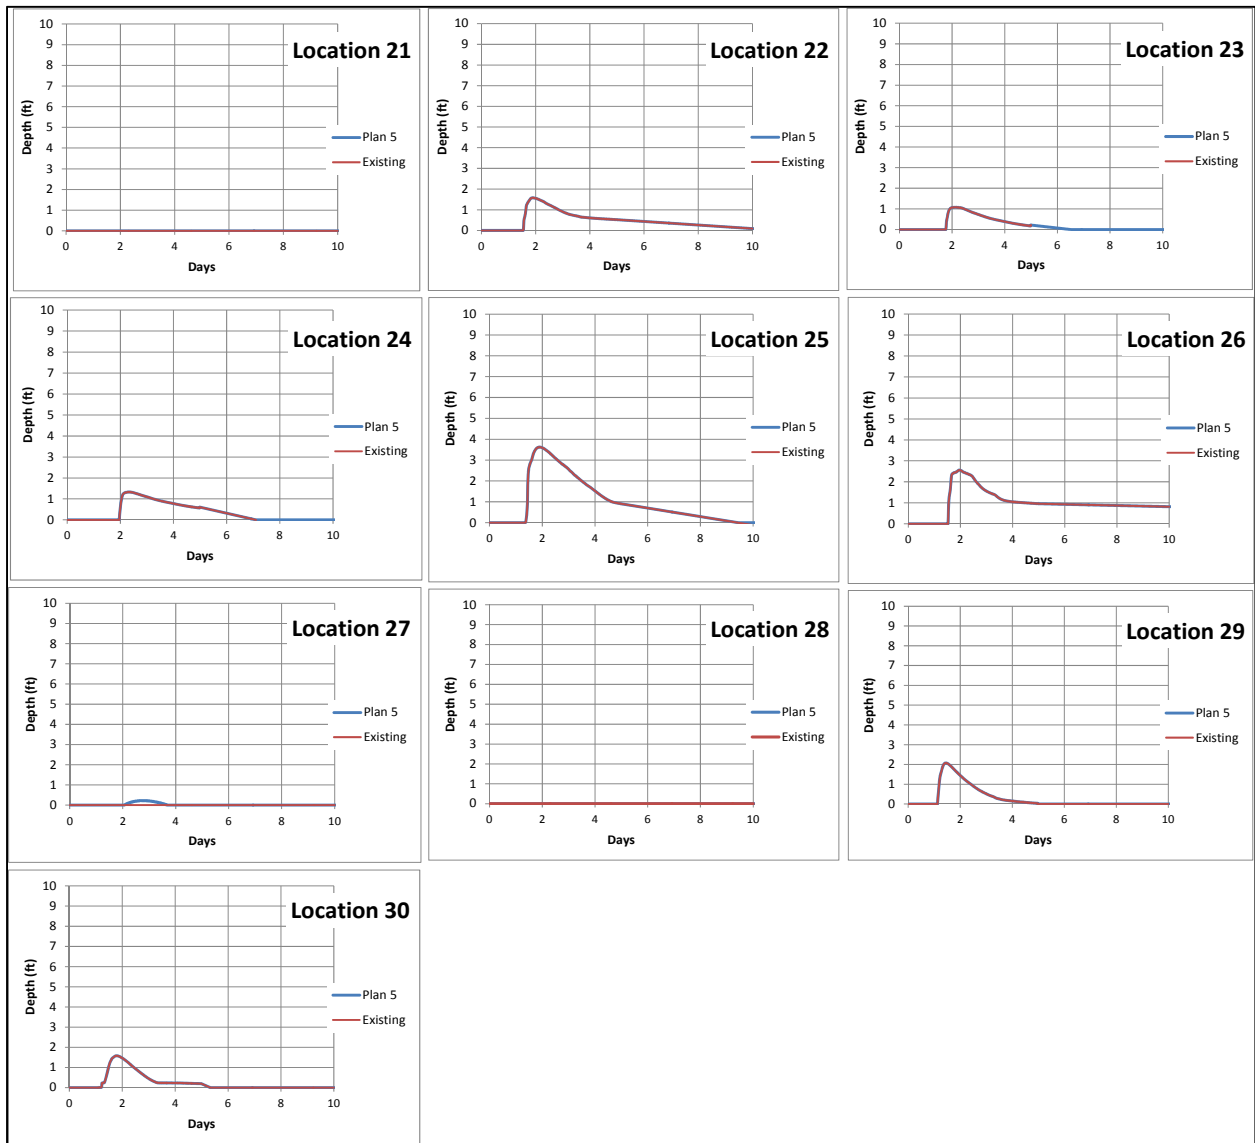 Location 21
Depth (ft)
10
9
8
7
6
5
4
3
2
1
0
0 2 4 6 8 10
Days
Plan 5
Existing
Location 22
Depth (ft)
10
9
8
7
6
5
4
3
2
1
0
0 2 4 6 8 10
Days
Plan 5
Existing
Location 23
Depth (ft)
10
9
8
7
6
5
4
3
2
1
0
0 2 4 6 8 10
Days
Plan 5
Existing
Location 24
Depth (ft)
10
9
8
7
6
5
4
3
2
1
0
0 2 4 6 8 10
Days
Plan 5
Existing
Location 25
Depth (ft)
10
9
8
7
6
5
4
3
2
1
0
0 2 4 6 8 10
Days
Plan 5
Existing
Location 26
Depth (ft)
10
9
8
7
6
5
4
3
2
1
0
0 2 4 6 8 10
Days
Plan 5
Existing
Location 27
Depth (ft)
10
9
8
7
6
5
4
3
2
1
0
0 2 4 6 8 10
Days
Plan 5
Existing
Location 28
Depth (ft)
10
9
8
7
6
5
4
3
2
1
0
0 2 4 6 8 10
Days
Plan 5
Existing
Location 29
Depth (ft)
10
9
8
7
6
5
4
3
2
1
0
0 2 4 6 8 10
Days
Plan 5
Existing
Location 30
Depth (ft)
10
9
8
7
6
5
4
3
2
1
0
0 2 4 6 8 10
Days
Plan 5
Existing